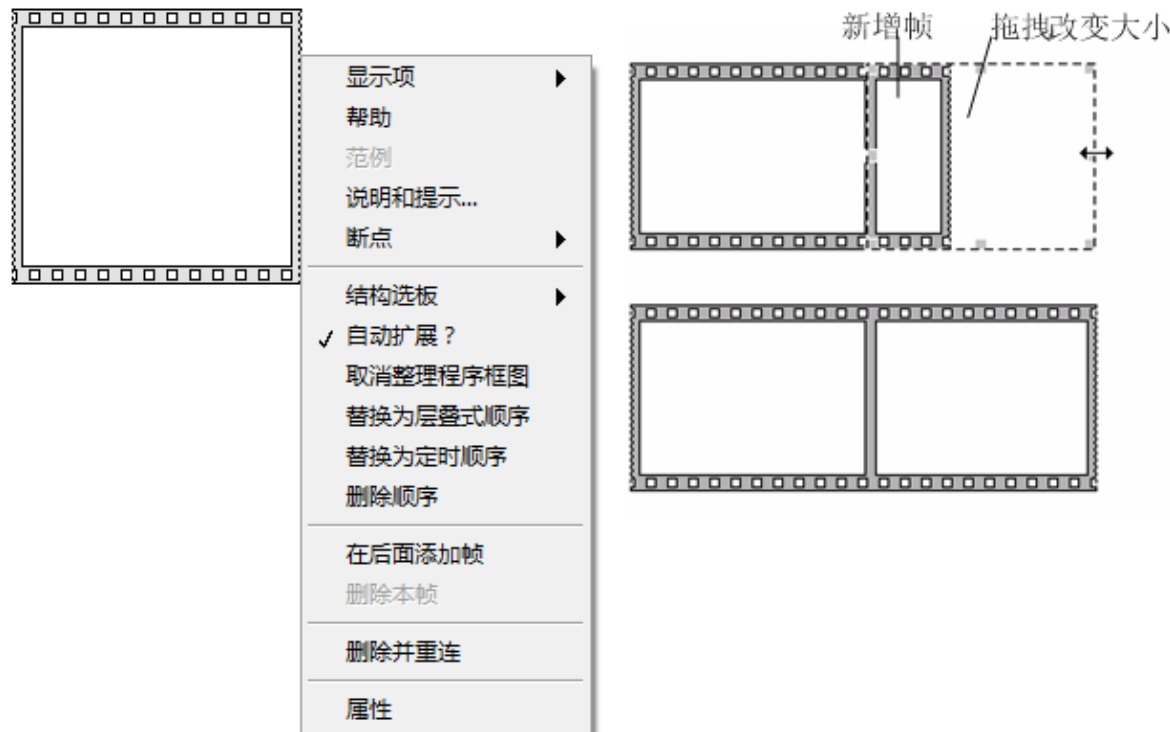 显示项
帮助
范例
说明和提示...
断点
结构选板
自动扩展？
取消整理程序框图
替换为层叠式顺序
替换为定时顺序
删除顺序
在后面添加帧
删除本帧
删除并重连
属性
新增帧
拖拽改变大小